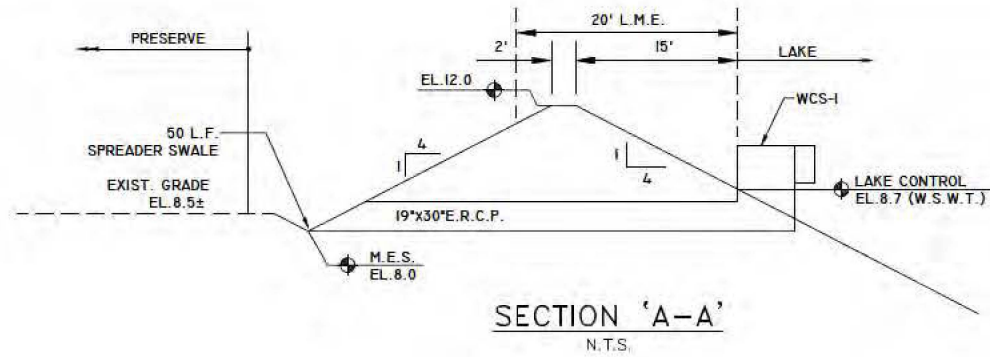 20' L.M.E.
PRESERVE
2'
15'
LAKE
EL.12.0
WCS-1
50 L.F.
SPREADER SWALE
4
1
1
4
EXIST. GRADE
EL.8.5±
LAKE CONTROL
EL.8.7 (W.S.W.T.)
19"x30"E.R.C.P.
M.E.S.
EL.8.0
SECTION 'A-A'
N.T.S.